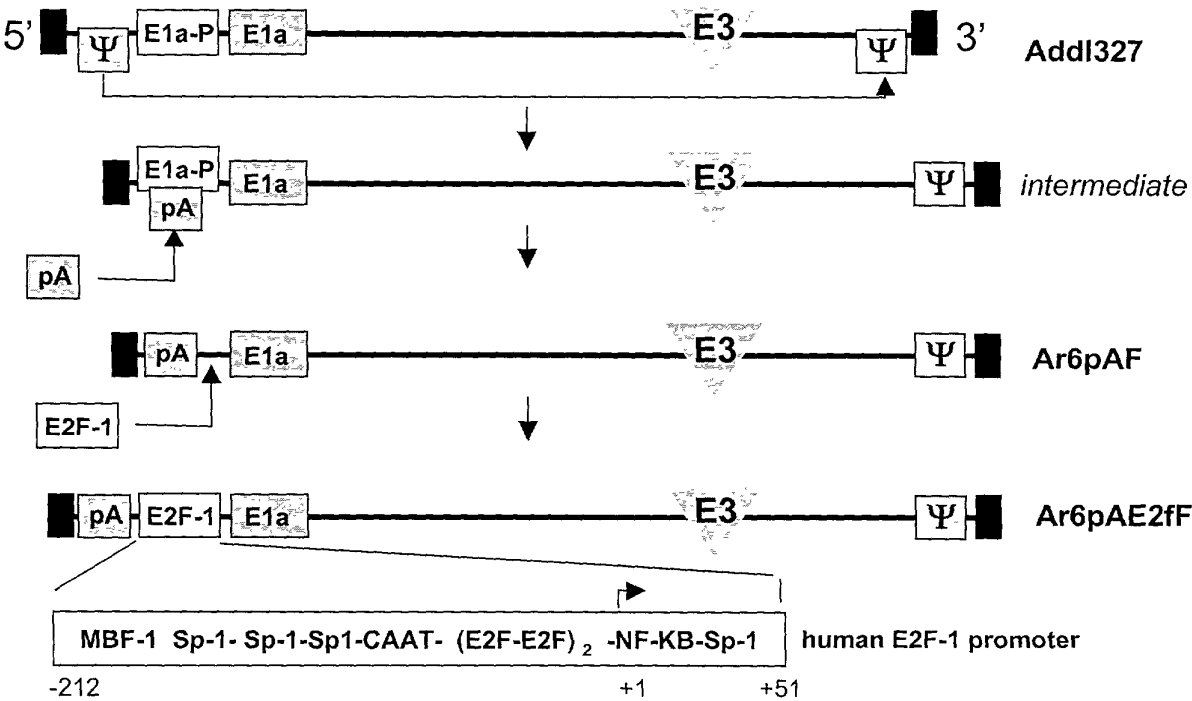 5' Ψ E1a-P E1a E3 Ψ 3' Addl327
E1a-P E1a E3 Ψ intermediate
pA
pA
pA E1a E3 Ψ Ar6pAF
E2F-1
pA E2F-1 E1a E3 Ψ Ar6pAE2fF
MBF-1 Sp-1- Sp-1-Sp1-CAAT- (E2F-E2F) 2 -NF-KB-Sp-1 human E2F-1 promoter
-212 +1 +51